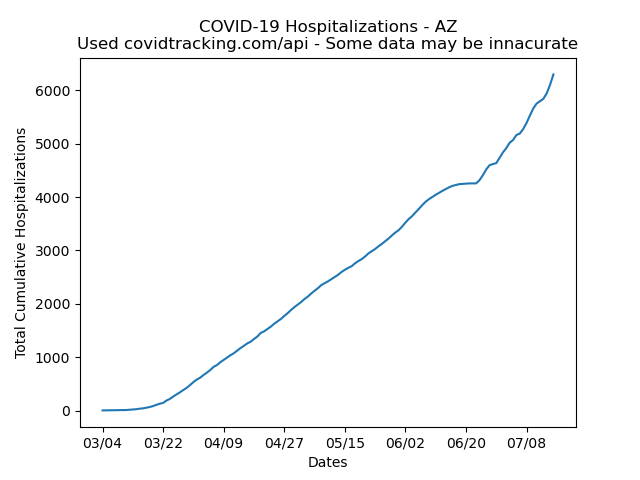 COVID-19 Hospitalizations - AZ
Used covidtracking.com/api - Some data may be innacurate
Total Cumulative Hospitalizations
6000
5000
4000
3000
2000
1000
0
03/04 03/22 04/09 04/27 05/15 06/02 06/20 07/08
Dates